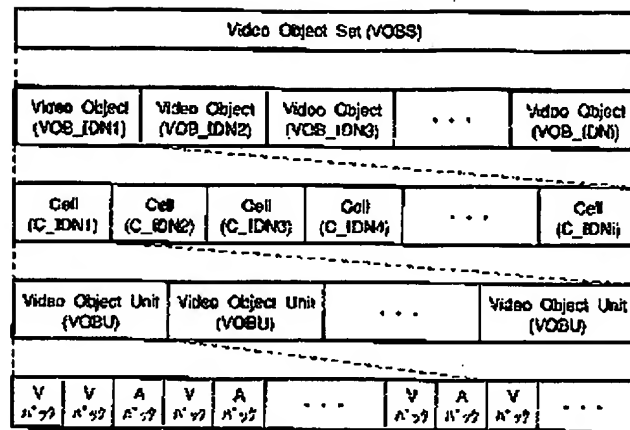 Video Object Set (VOBS)
Video Object Video Object Video Object Video Object
(VOB_IDN1) (VOB_IDN2) (VOB_IDN3) ・・・ (VOB_IDNi)
Cell Cell Cell Cell Cell
(C_IDN1) (C_IDN2) (C_IDN3) (C_IDN4) ・・・ (C_IDNi)
Video Object Unit Video Object Unit Video Object Unit
(VOBU) (VOBU) ・・・ (VOBU)
V V A V A V A V
パック パック パック パック パック ・・・ パック パック パック ・・・